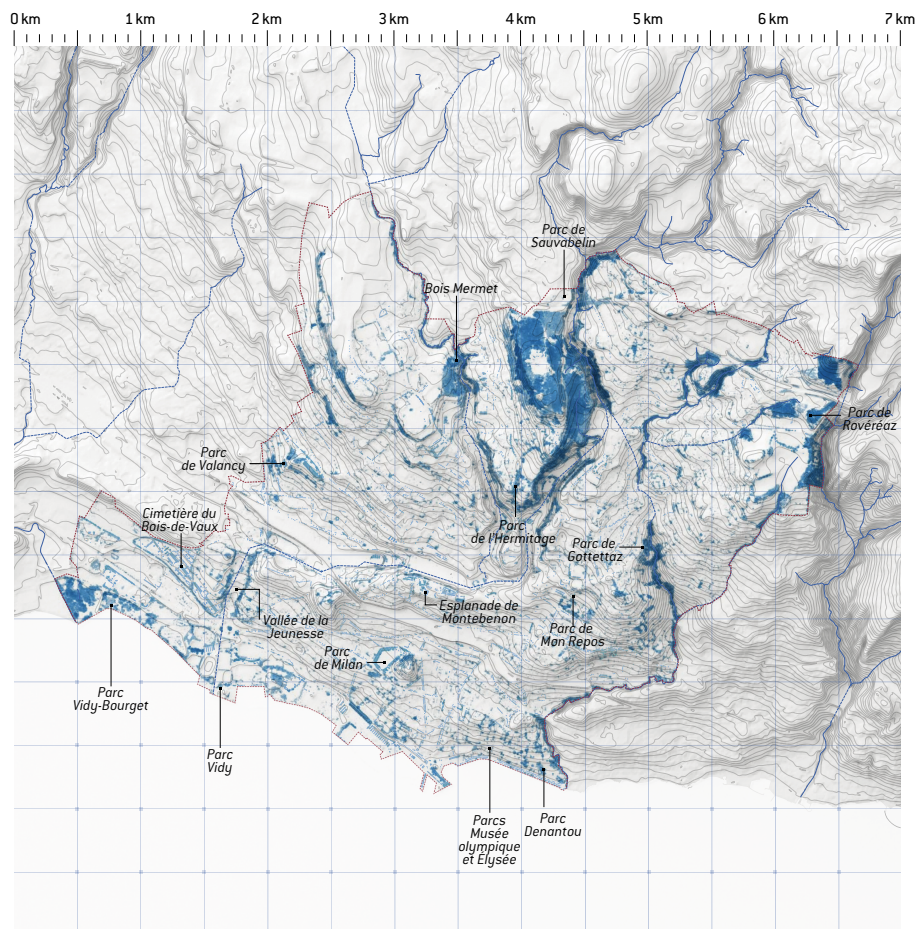 0 km 1 km 2 km 3 km 4 km 5 km 6 km 7 km
Parc de
Sauvabelin
Bois Mermet
Parc de
Rovéréaz
Parc
de Valancy
Cimetière du
Bois-de-Vaux
Parc
de l'Hermitage
Parc de
Gottettaz
Esplanade de
Montebenon
Vallée de la
Jeunesse
Parc de
Mon Repos
Parc
de Milan
Parc
Vidy-Bourget
Parc
Vidy
Parcs
Musée
olympique
et Élysée
Parc
Denantou